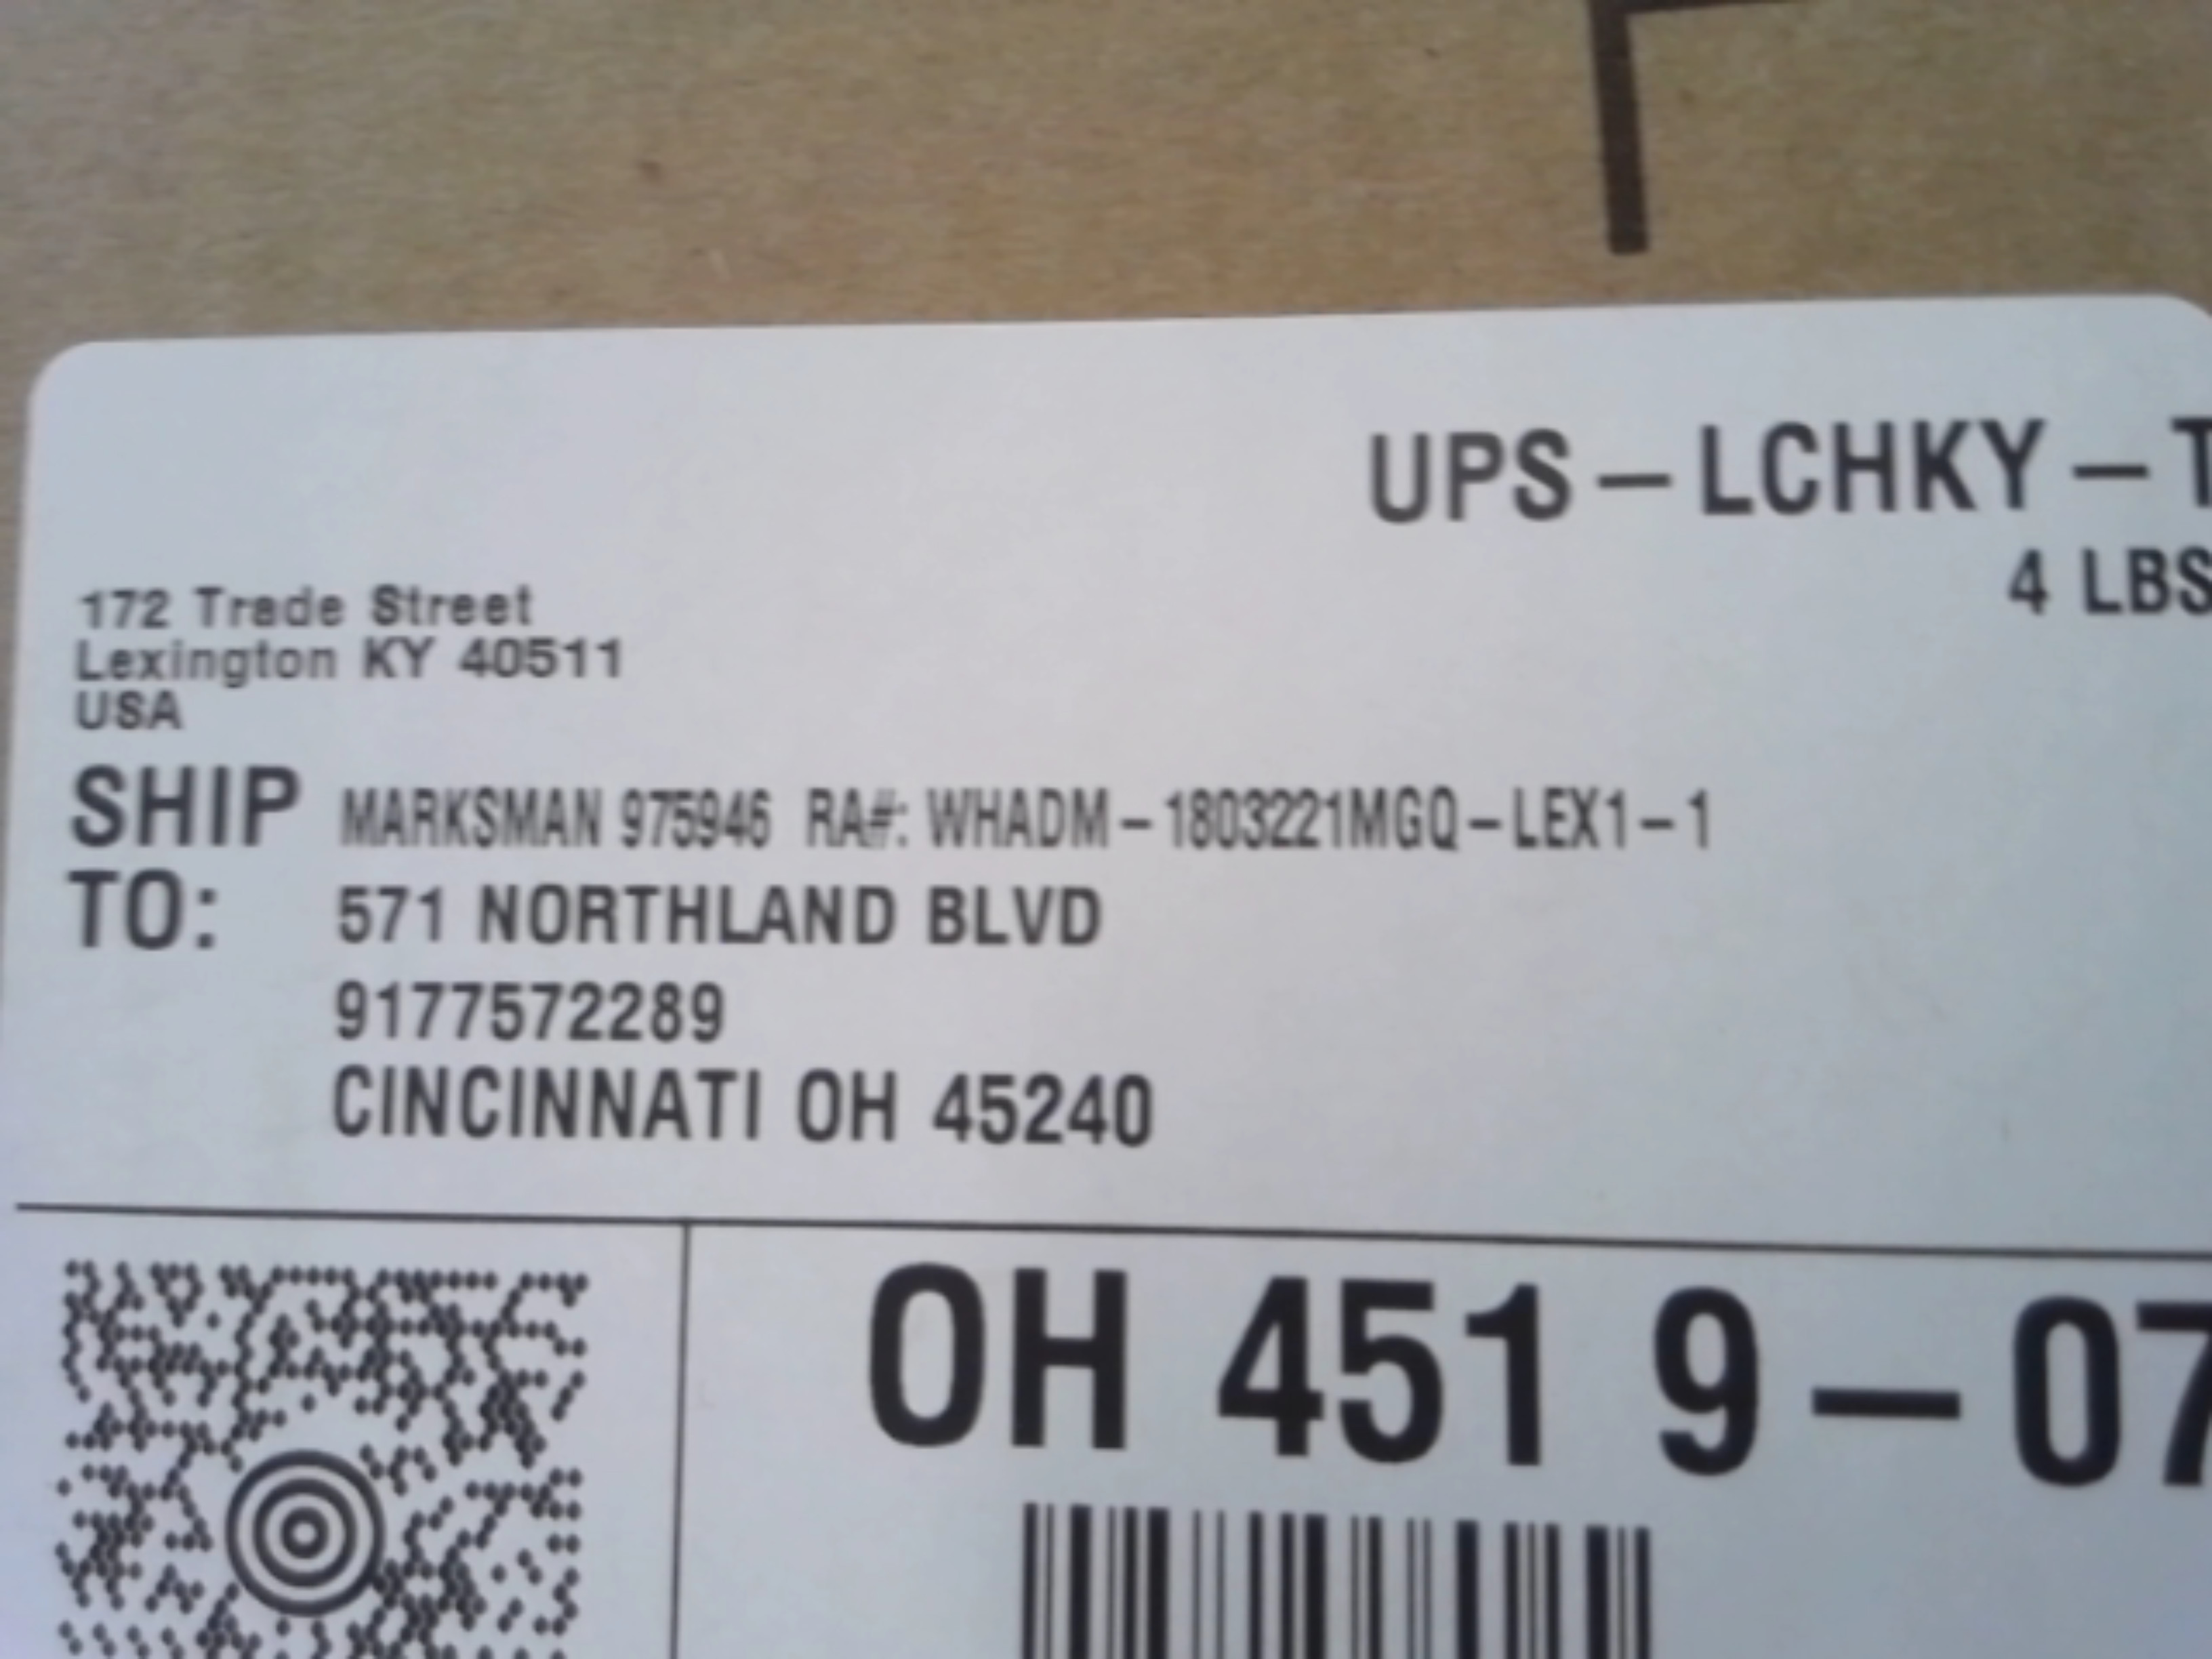 UPS – LCHKY – T
4 LBS
172 Trade Street
Lexington KY 40511
USA
SHIP TO:
MARKSMAN 975946 RA#: WHADM – 1803221MGQ – LEX1 – 1
571 NORTHLAND BLVD
9177572289
CINCINNATI OH 45240
OH 451 9 – 07